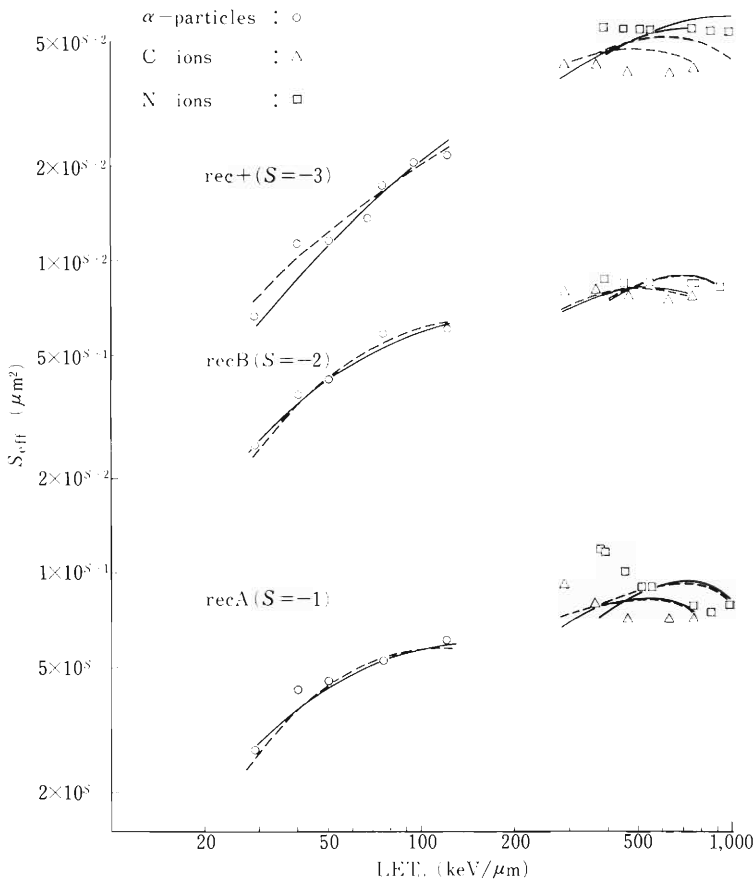 α-particles : ○
C ions : △
N ions : □
5×10^{S+2}
2×10^{S+2}
1×10^{S+2}
5×10^{S+1}
2×10^{S+2}
1×10^{S+1}
5×10^S
2×10^S
S_eff (μm²)
rec+(S=−3)
recB(S=−2)
recA(S=−1)
20
50
100
200
500
1,000
LET. (keV/μm)